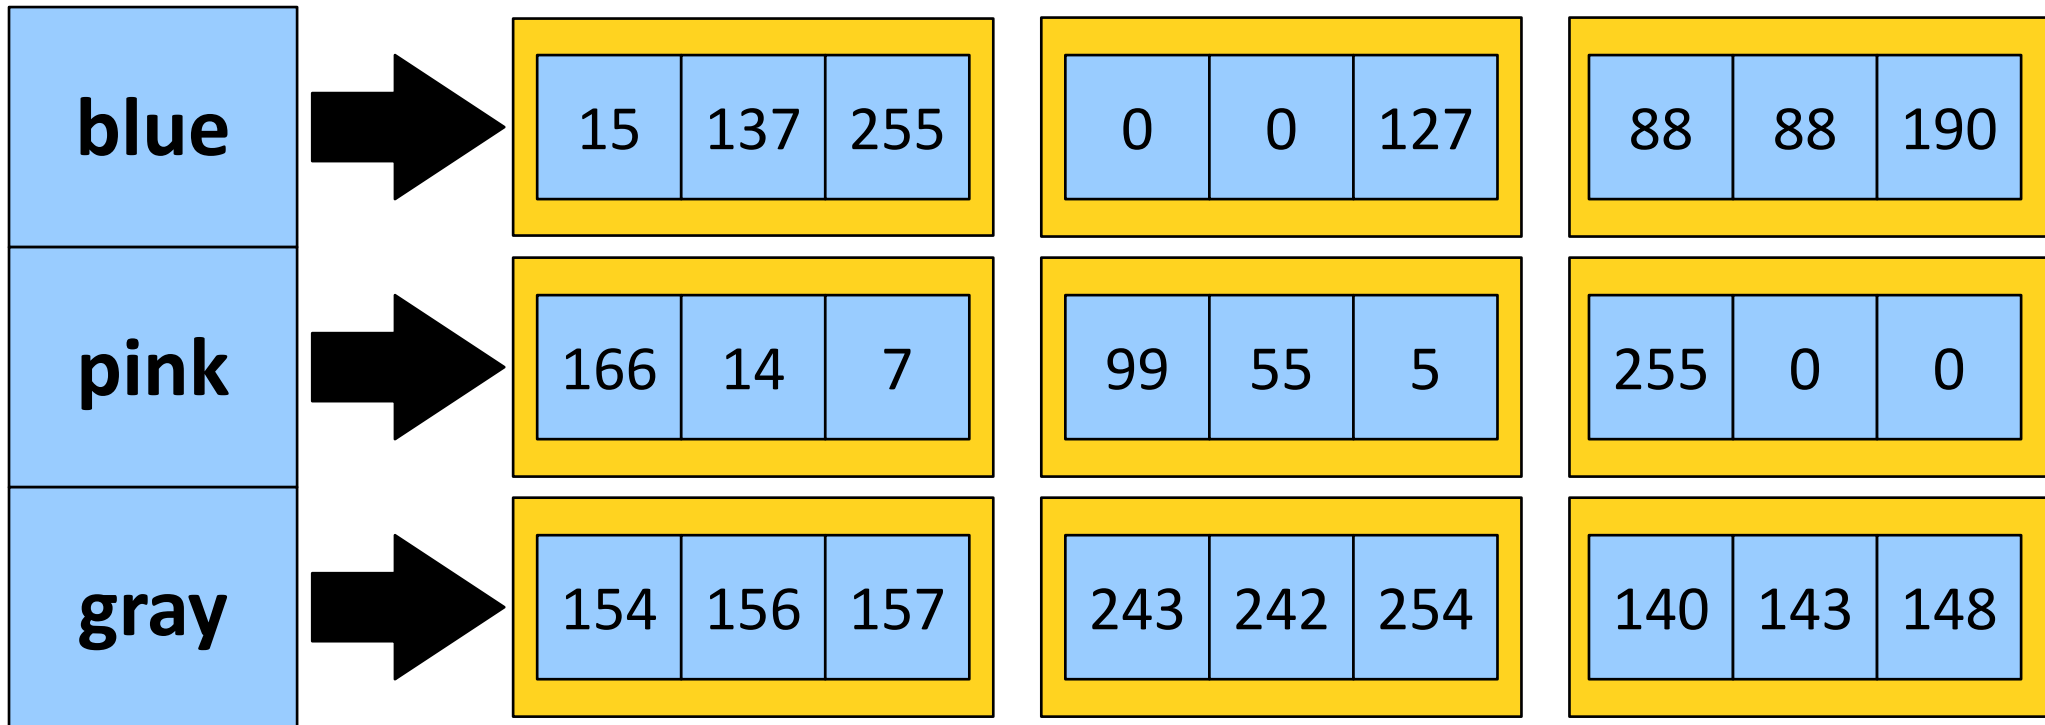 blue 15 137 255 0 0 127 88 88 190
pink 166 14 7 99 55 5 255 0 0
gray 154 156 157 243 242 254 140 143 148